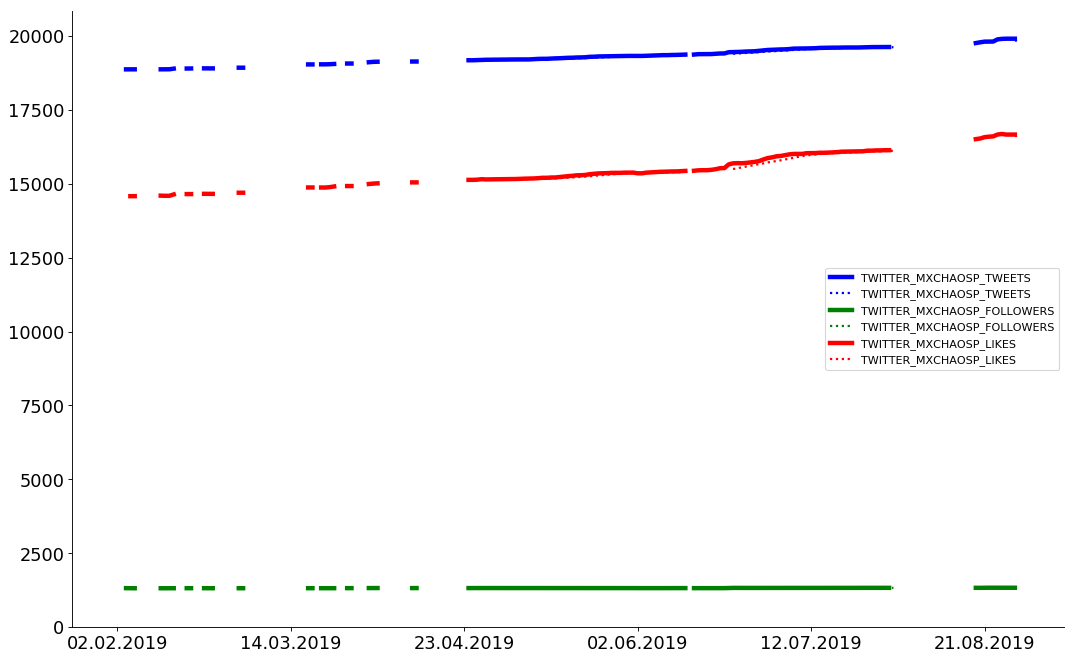 20000
17500
15000
12500
10000
7500
5000
2500
0
02.02.2019 14.03.2019 23.04.2019 02.06.2019 12.07.2019 21.08.2019
TWITTER_MXCHAOSP_TWEETS
TWITTER_MXCHAOSP_TWEETS
TWITTER_MXCHAOSP_FOLLOWERS
TWITTER_MXCHAOSP_FOLLOWERS
TWITTER_MXCHAOSP_LIKES
TWITTER_MXCHAOSP_LIKES